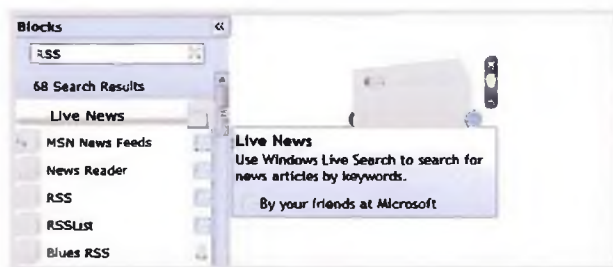 Blocks «
RSS
68 Search Results
Live News
MSN News Feeds
News Reader
RSS
RSSList
Blues RSS
Live News
Use Windows Live Search to search for
news articles by keywords.
By your friends at Microsoft